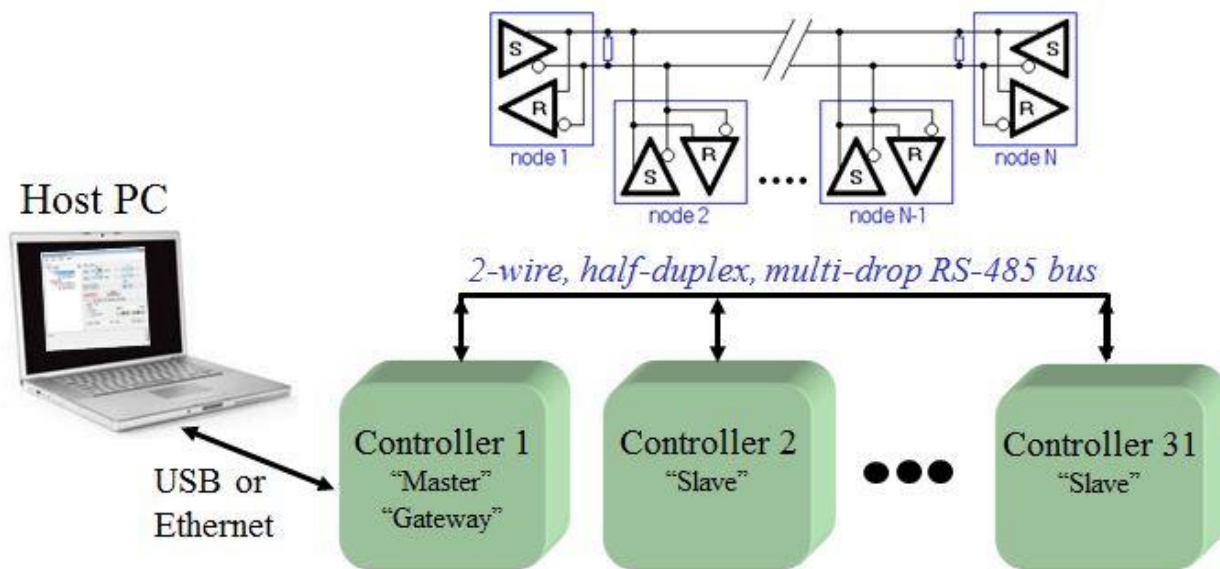 S
R
node 1
S
R
node 2
S
R
node N-1
S
R
node N
Host PC
2-wire, half-duplex, multi-drop RS-485 bus
USB or
Ethernet
Controller 1
“Master”
“Gateway”
Controller 2
“Slave”
Controller 31
“Slave”